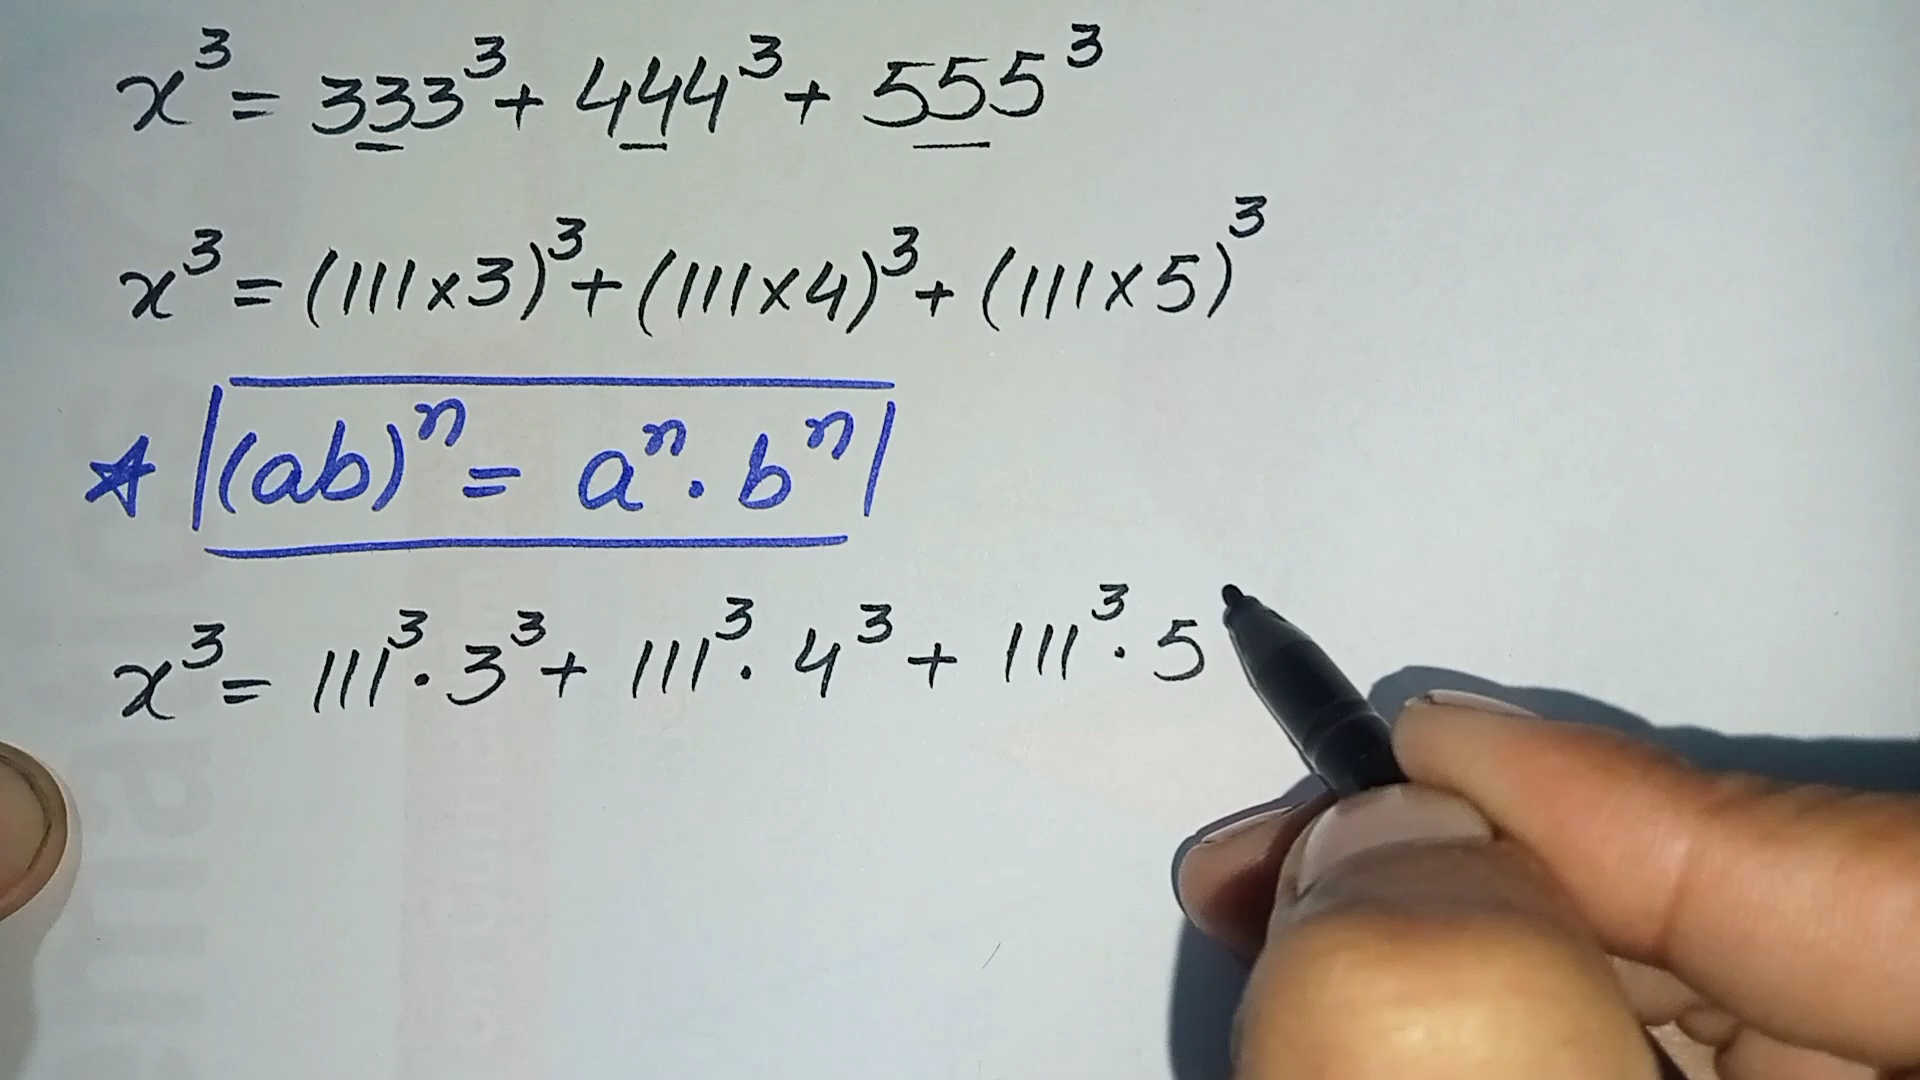 x³ = 333³ + 444³ + 555³
x³ = (111×3)³ + (111×4)³ + (111×5)³
★ |(ab)ⁿ = aⁿ · bⁿ|
x³ = 111³ · 3³ + 111³ · 4³ + 111³ · 5